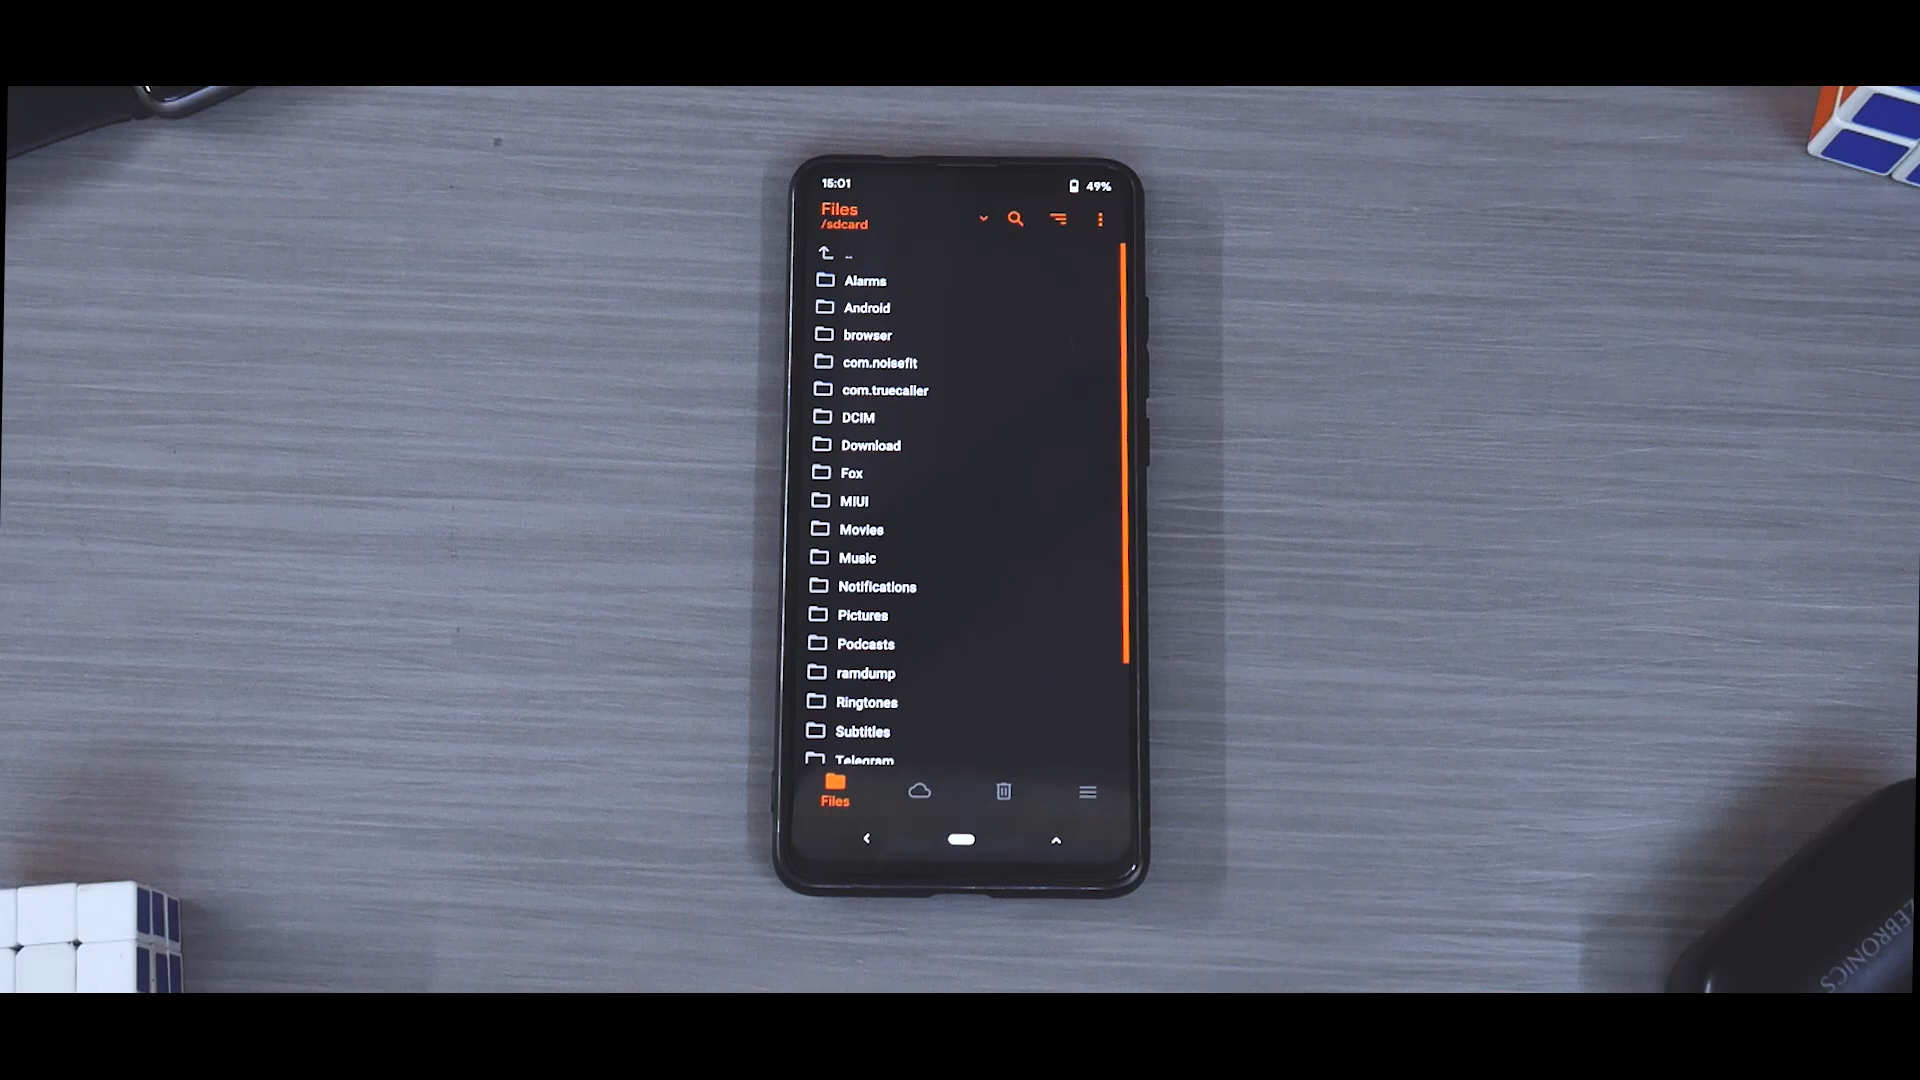 15:01
49%
Files
/sdcard
..
Alarms
Android
browser
com.noisefit
com.truecaller
DCIM
Download
Fox
MIUI
Movies
Music
Notifications
Pictures
Podcasts
ramdump
Ringtones
Subtitles
Telegram
Files
ZEBRONICS